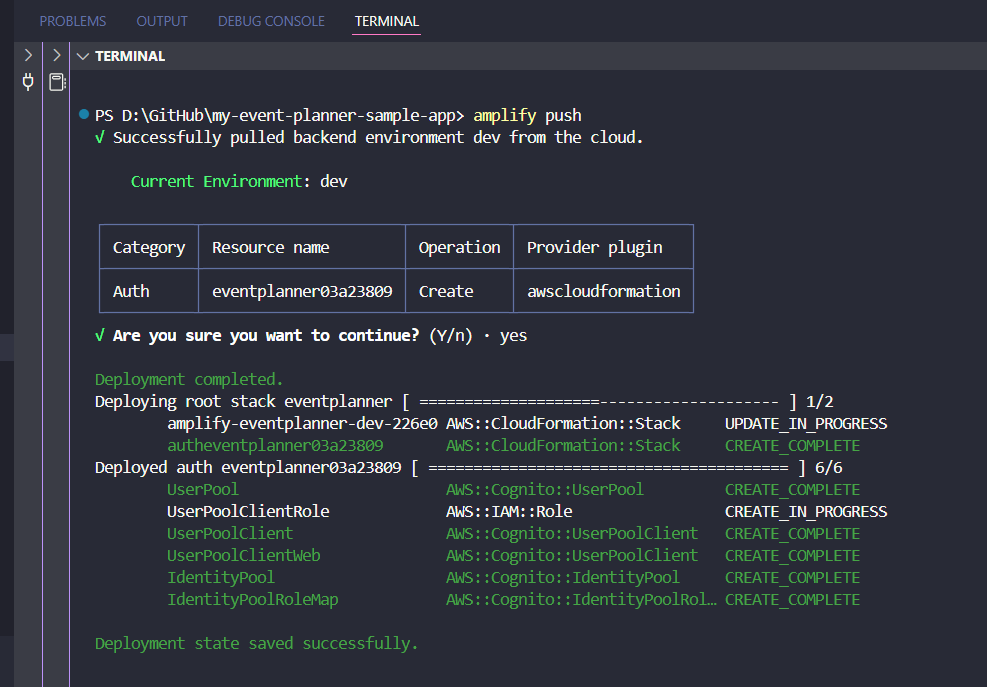 PROBLEMS OUTPUT DEBUG CONSOLE TERMINAL
TERMINAL
PS D:\GitHub\my-event-planner-sample-app> amplify push
√ Successfully pulled backend environment dev from the cloud.
Current Environment: dev
Category Resource name Operation Provider plugin
Auth eventplanner03a23809 Create awscloudformation
√ Are you sure you want to continue? (Y/n) · yes
Deployment completed.
Deploying root stack eventplanner [ ====================-------------------- ] 1/2
amplify-eventplanner-dev-226e0 AWS::CloudFormation::Stack UPDATE_IN_PROGRESS
autheventplanner03a23809 AWS::CloudFormation::Stack CREATE_COMPLETE
Deployed auth eventplanner03a23809 [ ======================================== ] 6/6
UserPool AWS::Cognito::UserPool CREATE_COMPLETE
UserPoolClientRole AWS::IAM::Role CREATE_IN_PROGRESS
UserPoolClient AWS::Cognito::UserPoolClient CREATE_COMPLETE
UserPoolClientWeb AWS::Cognito::UserPoolClient CREATE_COMPLETE
IdentityPool AWS::Cognito::IdentityPool CREATE_COMPLETE
IdentityPoolRoleMap AWS::Cognito::IdentityPoolRol… CREATE_COMPLETE
Deployment state saved successfully.